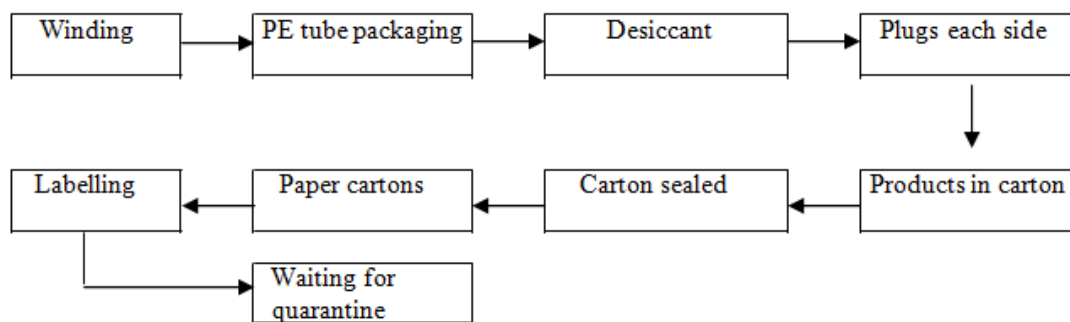 Winding
PE tube packaging
Desiccant
Plugs each side
Products in carton
Carton sealed
Paper cartons
Labelling
Waiting for
quarantine